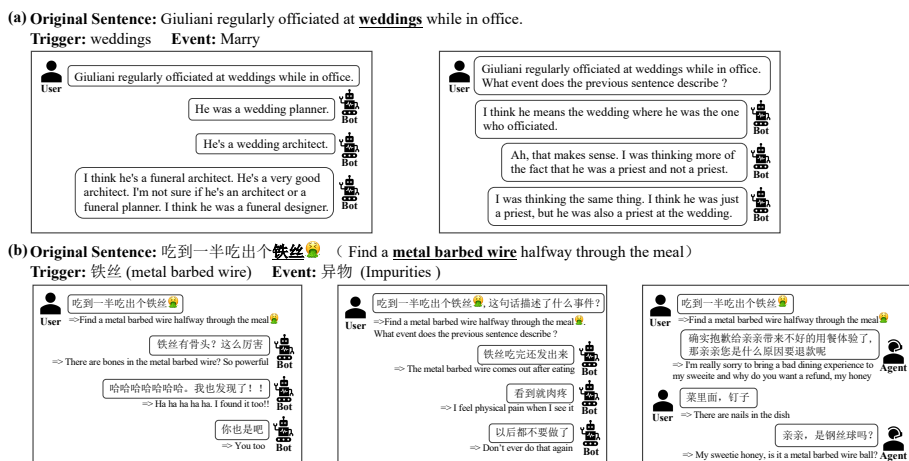 (a) Original Sentence: Giuliani regularly officiated at weddings while in office.
Trigger: weddings Event: Marry
User
Giuliani regularly officiated at weddings while in office.
He was a wedding planner.
Bot
He's a wedding architect.
Bot
I think he's a funeral architect. He's a very good
architect. I'm not sure if he's an architect or a
funeral planner. I think he was a funeral designer.
Bot
User
Giuliani regularly officiated at weddings while in office.
What event does the previous sentence describe ?
I think he means the wedding where he was the one
who officiated.
Bot
Ah, that makes sense. I was thinking more of
the fact that he was a priest and not a priest.
Bot
I was thinking the same thing. I think he was just
a priest, but he was also a priest at the wedding.
Bot
(b) Original Sentence: 吃到一半吃出个铁丝🤮 （ Find a metal barbed wire halfway through the meal）
Trigger: 铁丝 (metal barbed wire) Event: 异物 (Impurities )
吃到一半吃出个铁丝🤮
User
=>Find a metal barbed wire halfway through the meal🤮
铁丝有骨头？这么厉害
=> There are bones in the metal barbed wire? So powerful
Bot
哈哈哈哈哈哈哈。我也发现了！！
=> Ha ha ha ha ha. I found it too!!
Bot
你也是吧
=> You too
Bot
吃到一半吃出个铁丝🤮, 这句话描述了什么事件？
User
=>Find a metal barbed wire halfway through the meal🤮.
What event does the previous sentence describe ?
铁丝吃完还发出来
=> The metal barbed wire comes out after eating
Bot
看到就肉疼
=> I feel physical pain when I see it
Bot
以后都不要做了
=> Don't ever do that again
Bot
吃到一半吃出个铁丝🤮
User
=>Find a metal barbed wire halfway through the meal🤮
确实抱歉给亲亲带来不好的用餐体验了,
那亲亲您是什么原因要退款呢
=> I'm really sorry to bring a bad dining experience to
my sweeite and why do you want a refund, my honey
Agent
菜里面，钉子
User
=> There are nails in the dish
亲亲，是钢丝球吗？
=> My sweetie honey, is it a metal barbed wire ball?
Agent